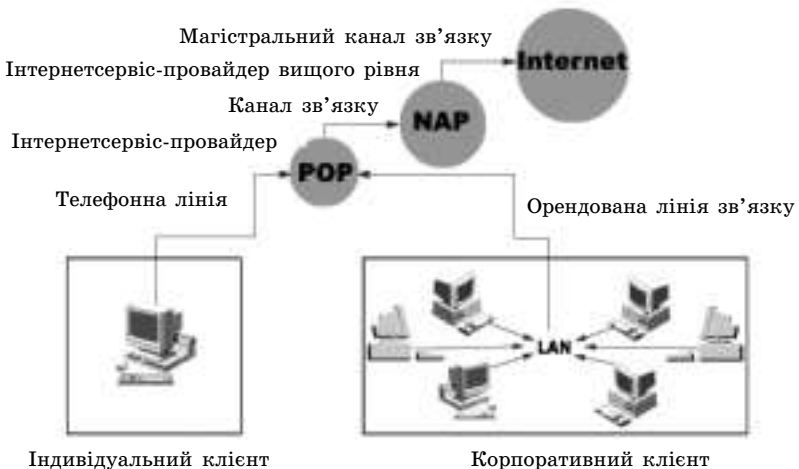 Магістральний канал зв’язку
Internet
Інтернетсервіс-провайдер вищого рівня
Канал зв’язку
NAP
Інтернетсервіс-провайдер
POP
Телефонна лінія
Орендована лінія зв’язку
LAN
Індивідуальний клієнт
Корпоративний клієнт